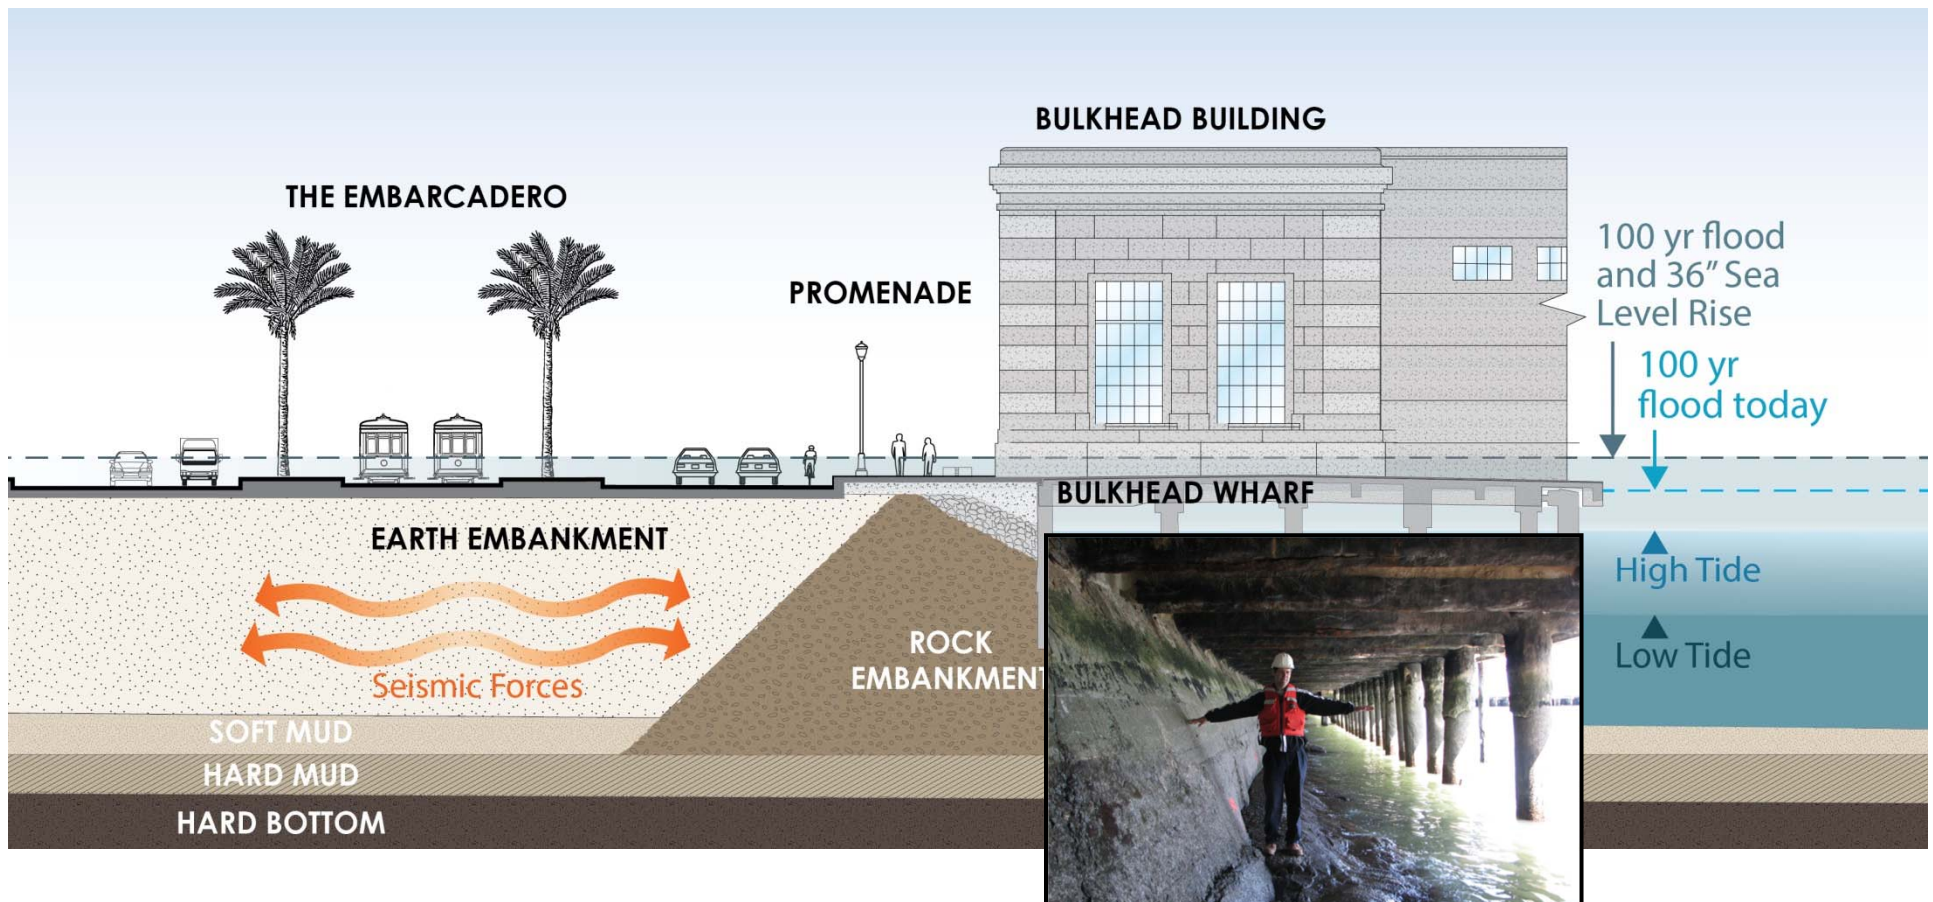 BULKHEAD BUILDING
THE EMBARCADERO
PROMENADE
100 yr flood
and 36” Sea
Level Rise
100 yr
flood today
BULKHEAD WHARF
EARTH EMBANKMENT
High Tide
ROCK
EMBANKMENT
Low Tide
Seismic Forces
SOFT MUD
HARD MUD
HARD BOTTOM